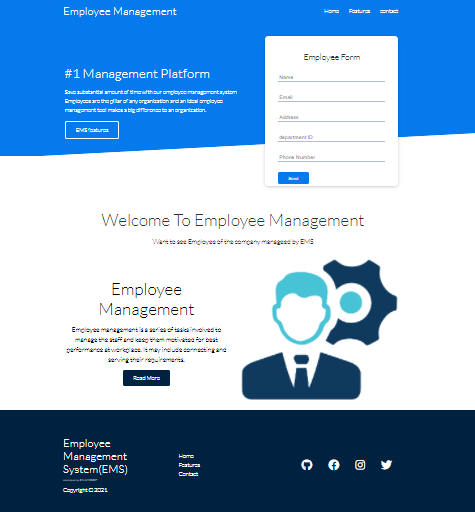 Employee Management
Home Features contact
Employee Form
Name
Email
Address
department ID
Phone Number
Send
#1 Management Platform
Save substantial amount of time with our employee management system
Employees are the pillar of any organization and an ideal employee
management tool makes a big difference to an organization.
EMS features
Welcome To Employee Management
Want to see Employee of the company manageed by EMS
Employee
Management
Employee management is a series of tasks involved to
manage the staff and keep them motivated for best
performance at workplace. It may include connecting and
serving their requirements.
Read More
Employee
Management
System(EMS)
Copyright © 2021
Home
Features
Contact